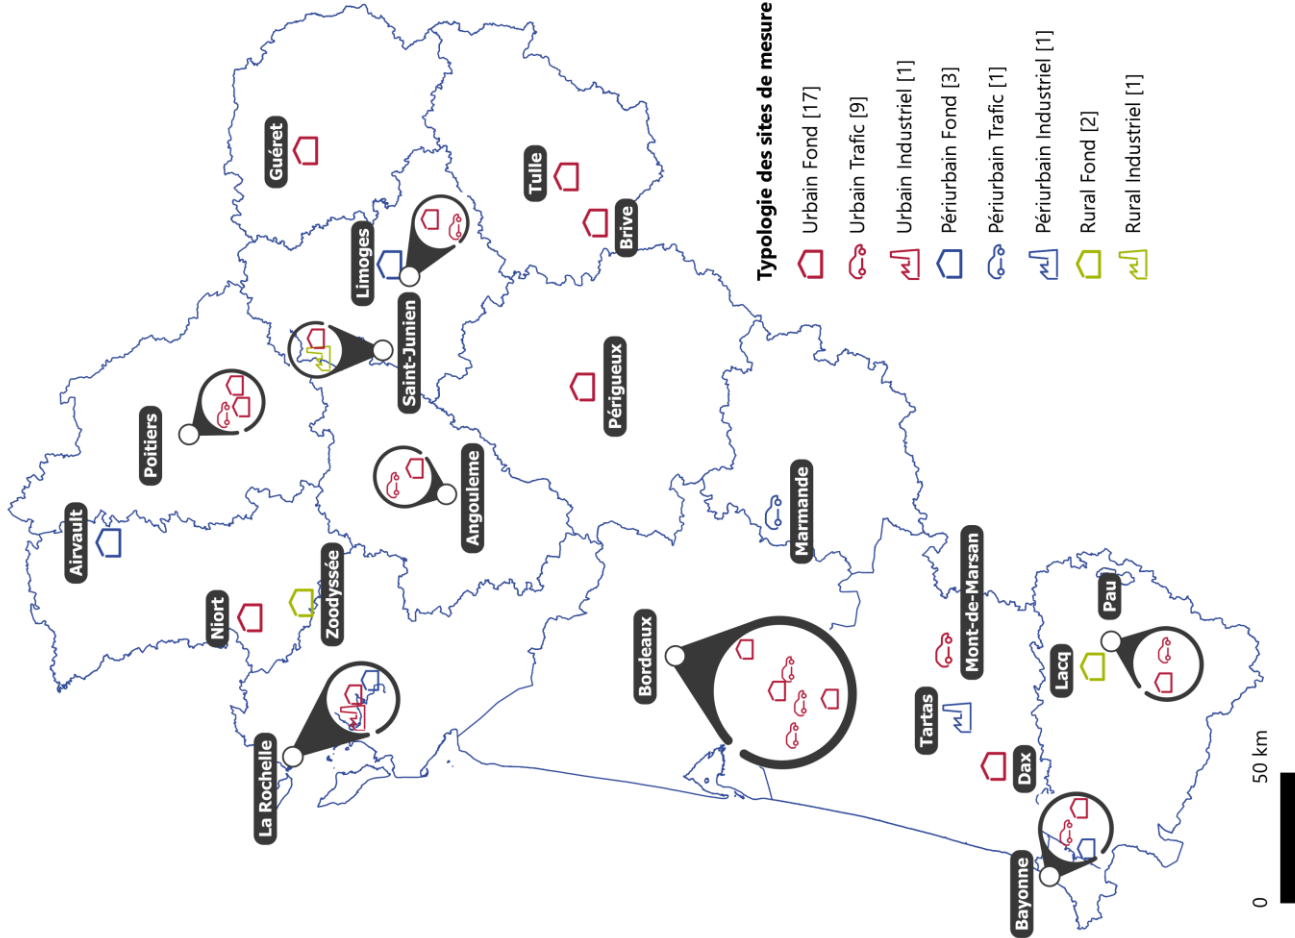 Airvault
Poitiers
Niort
La Rochelle
Guéret
Zoodyssée
Limoges
Saint-Junien
Angouleme
Tulle
Périgueux
Brive
Bordeaux
Marmande
Tartas
Mont-de-Marsan
Bayonne
Dax
Lacq
Pau
Typologie des sites de mesure
Urbain Fond [17]
Urbain Trafic [9]
Urbain Industriel [1]
Périurbain Fond [3]
Périurbain Trafic [1]
Périurbain Industriel [1]
Rural Fond [2]
Rural Industriel [1]
0 50 km